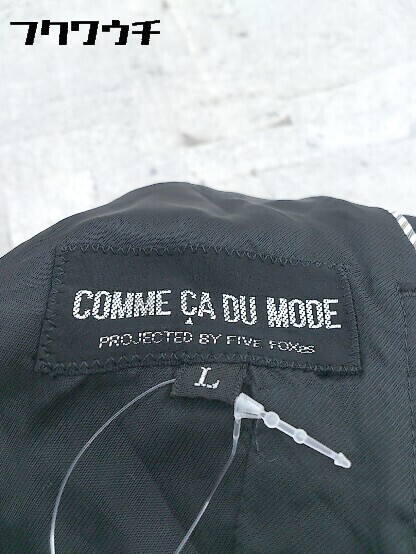 フクワウチ
COMME ÇA DU MODE
PROJECTED BY FIVE FOXes
L